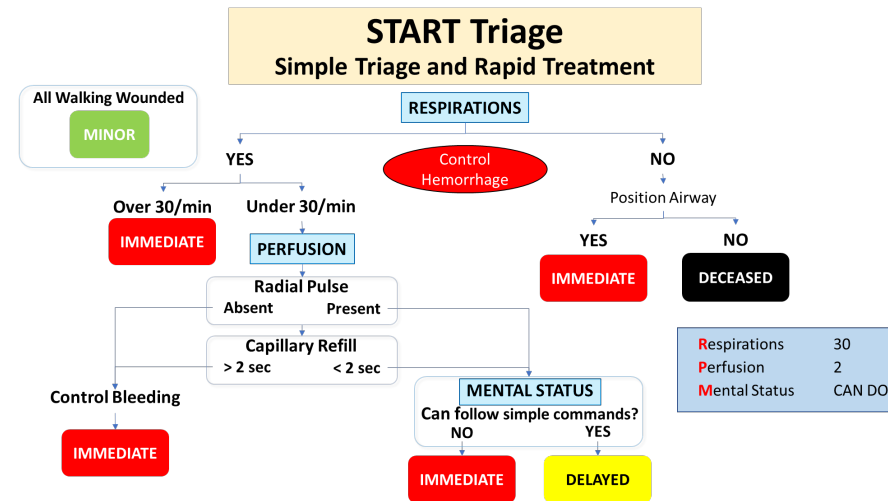 START Triage
Simple Triage and Rapid Treatment
All Walking Wounded
MINOR
RESPIRATIONS
YES
Control
Hemorrhage
NO
Position Airway
Over 30/min
Under 30/min
IMMEDIATE
PERFUSION
YES
NO
IMMEDIATE
DECEASED
Radial Pulse
Absent
Present
Capillary Refill
> 2 sec
< 2 sec
Control Bleeding
IMMEDIATE
MENTAL STATUS
Can follow simple commands?
NO
YES
IMMEDIATE
DELAYED
Respirations 30
Perfusion 2
Mental Status CAN DO